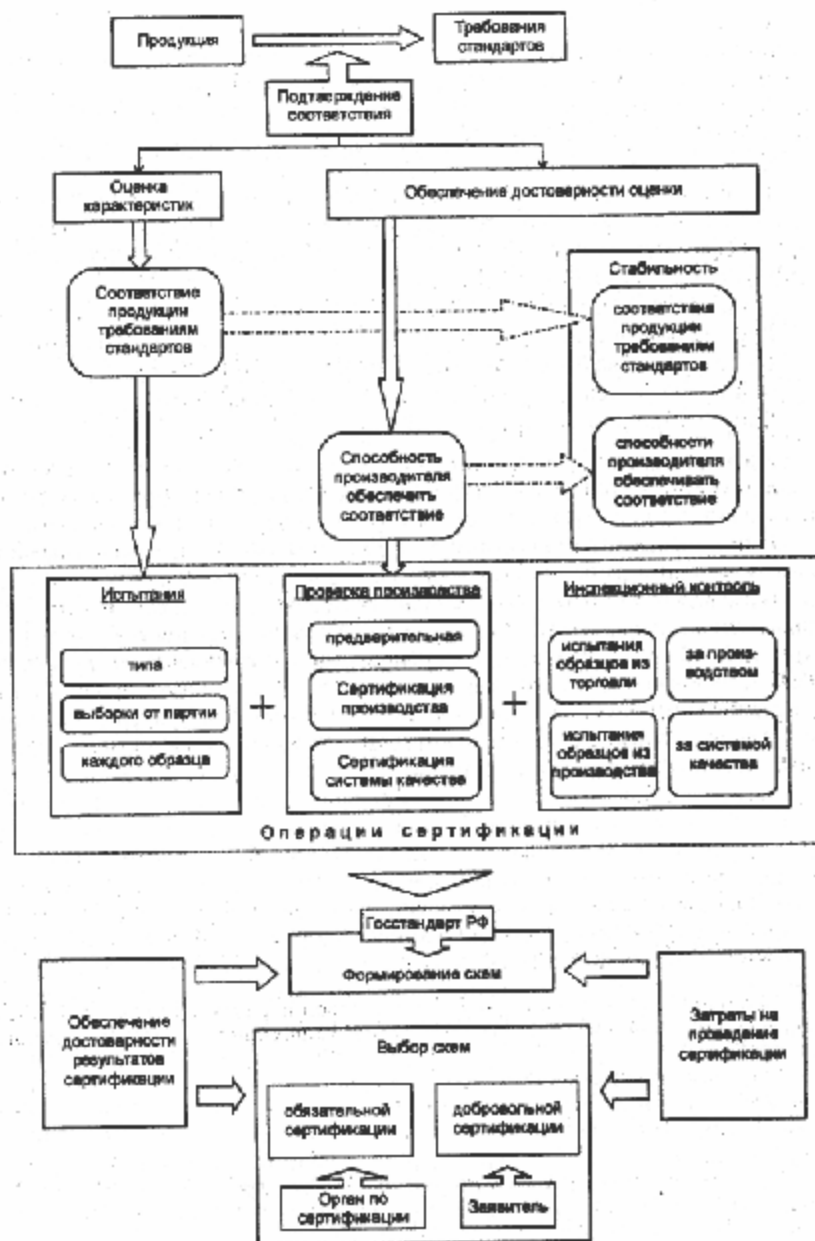 Продукция
Требования
стандартов
Подтверждение
соответствия
Оценка
характеристик
Обеспечение достоверности оценки
Соответствие
продукции
требованиям
стандартов
Стабильность
соответствия
продукции
требованиям
стандартов
Способность
производителя
обеспечить
соответствие
способности
производителя
обеспечивать
соответствие
Испытания
типа
выборки от партии
каждого образца
+
Проверка производства
предверительная
Сертификация
производства
Сертификация
системы качества
+
Инспекционный контроль
испытания
образцов из
торговли
за произ-
водством
испытания
образцов из
производства
за системой
качества
Операции сертификации
Госстандарт РФ
Формирование схем
Обеспечение
достоверности
результатов
сертификации
Затраты на
проведение
сертификации
Выбор схем
обязательной
сертификации
добровольной
сертификации
Орган по
сертификации
Заявитель